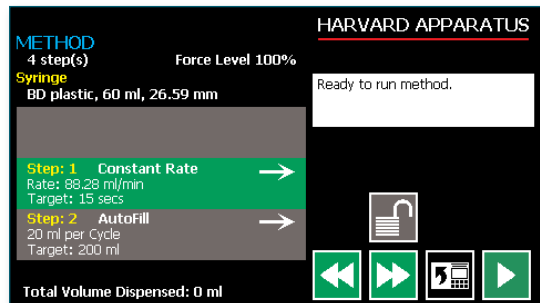 METHOD
4 step(s) Force Level 100%
Syringe
BD plastic, 60 ml, 26.59 mm
Step: 1 Constant Rate
Rate: 88.28 ml/min
Target: 15 secs
Step: 2 AutoFill
20 ml per Cycle
Target: 200 ml
Total Volume Dispensed: 0 ml
HARVARD APPARATUS
Ready to run method.